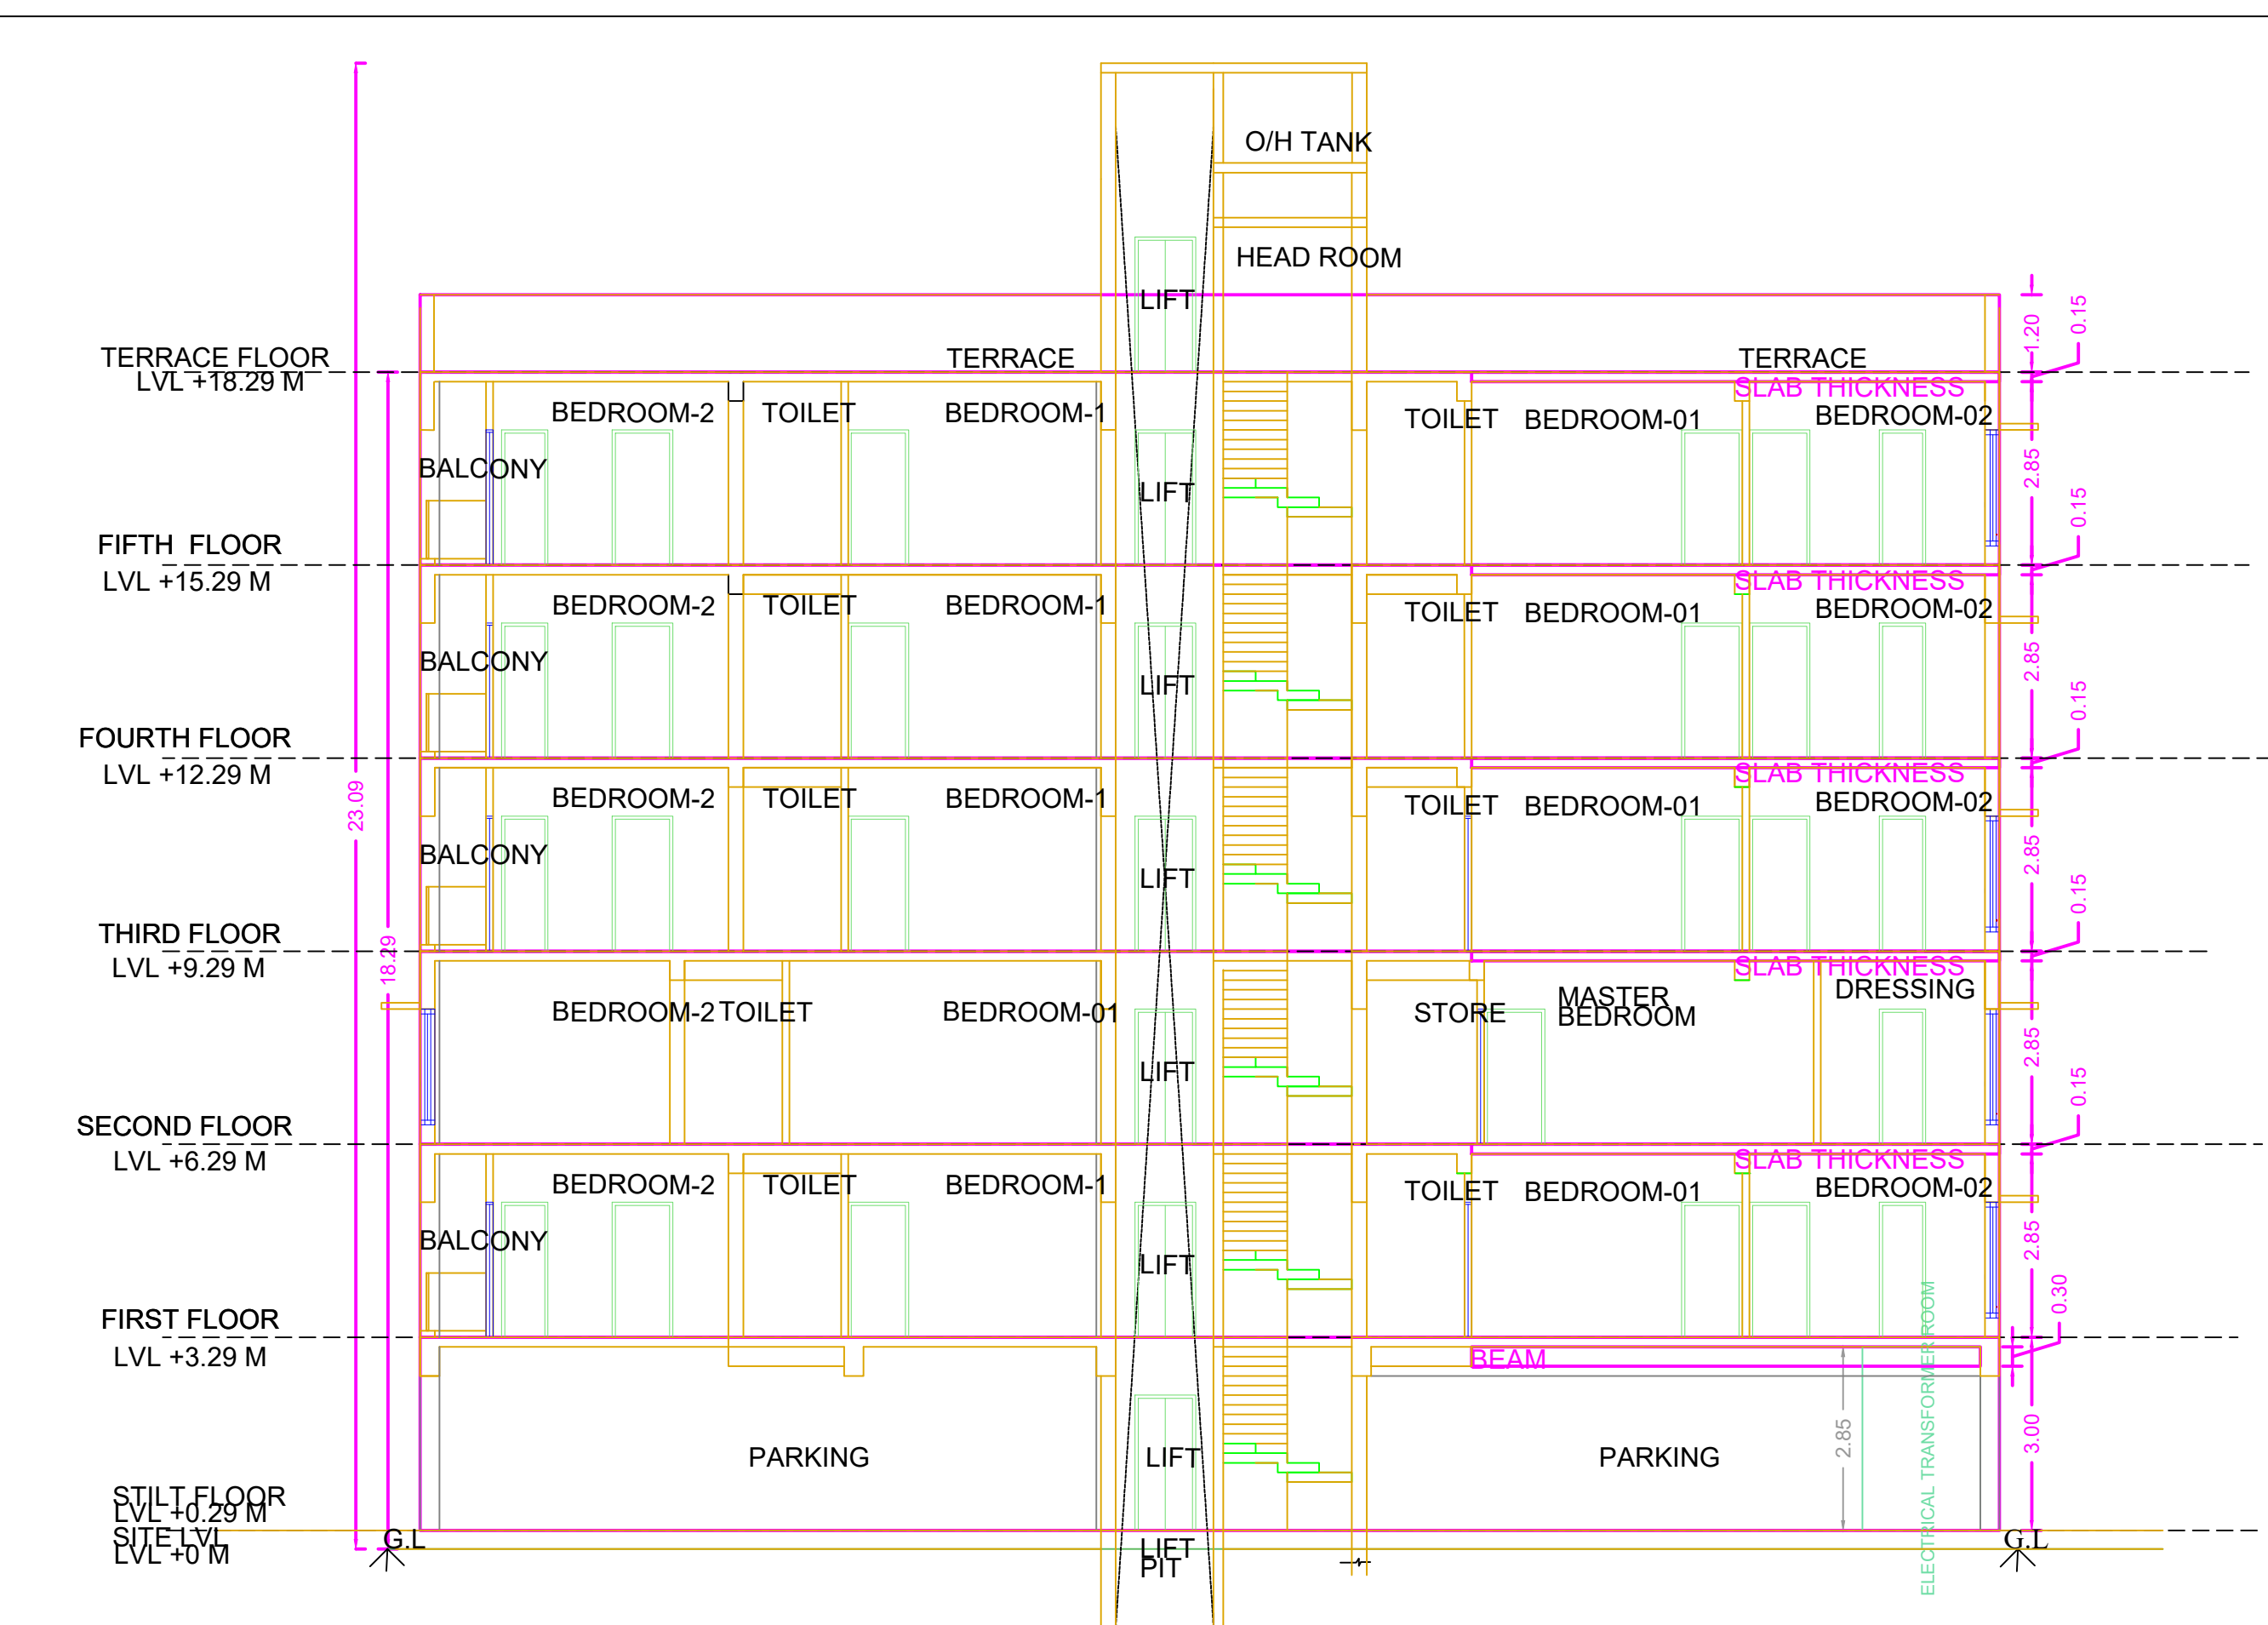 O/H TANK
HEAD ROOM
LIFT
1.20
0.15
TERRACE FLOOR
LVL +18.29 M
TERRACE
TERRACE
SLAB THICKNESS
BEDROOM-2
TOILET
BEDROOM-1
TOILET
BEDROOM-01
BEDROOM-02
BALCONY
LIFT
2.85
0.15
FIFTH FLOOR
LVL +15.29 M
SLAB THICKNESS
BEDROOM-2
TOILET
BEDROOM-1
TOILET
BEDROOM-01
BEDROOM-02
BALCONY
LIFT
2.85
0.15
FOURTH FLOOR
LVL +12.29 M
SLAB THICKNESS
23.09
BEDROOM-2
TOILET
BEDROOM-1
TOILET
BEDROOM-01
BEDROOM-02
BALCONY
LIFT
2.85
0.15
THIRD FLOOR
LVL +9.29 M
18.29
SLAB THICKNESS
BEDROOM-2
TOILET
BEDROOM-01
STORE
MASTER
BEDROOM
DRESSING
LIFT
2.85
0.15
SECOND FLOOR
LVL +6.29 M
SLAB THICKNESS
BEDROOM-2
TOILET
BEDROOM-1
TOILET
BEDROOM-01
BEDROOM-02
BALCONY
LIFT
2.85
0.30
FIRST FLOOR
LVL +3.29 M
BEAM
PARKING
LIFT
PARKING
2.85
ELECTRICAL TRANSFORMER ROOM
3.00
STILT FLOOR
LVL +0.29 M
SITE LVL
LVL +0 M
G.L
LIFT
PIT
G.L